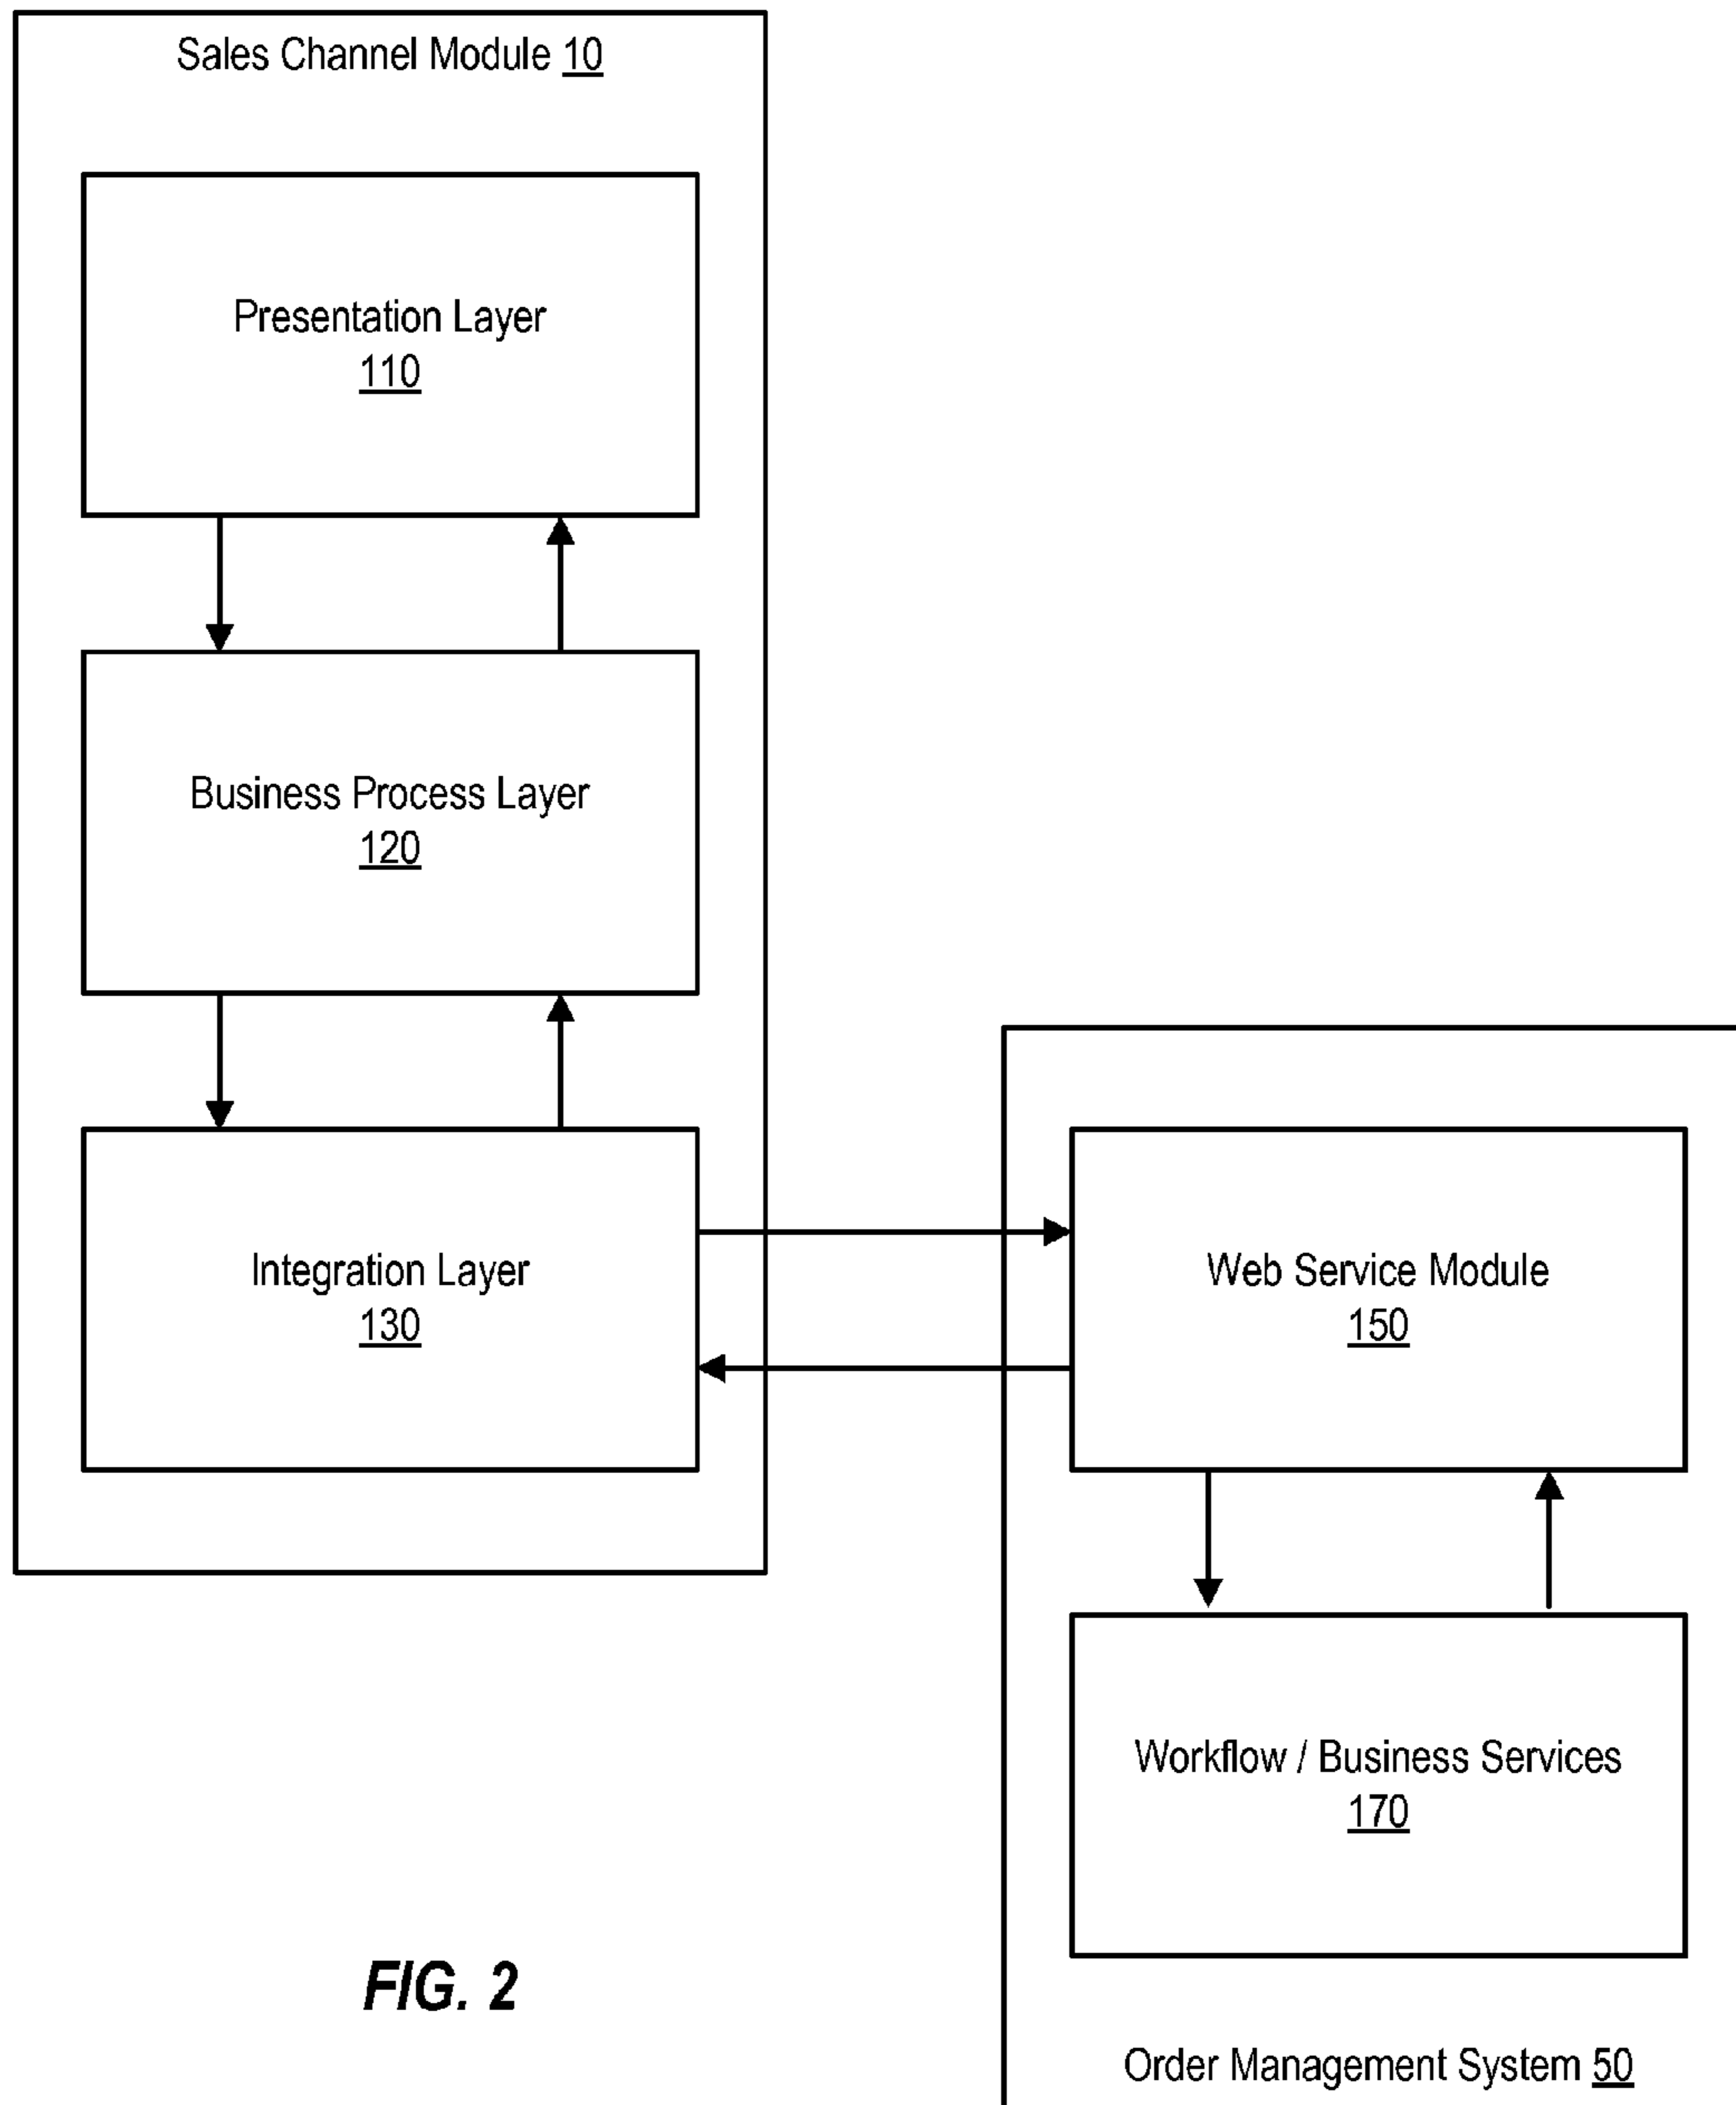 Sales Channel Module 10
Presentation Layer
110
Business Process Layer
120
Integration Layer
130
Web Service Module
150
Workflow / Business Services
170
Order Management System 50
FIG. 2